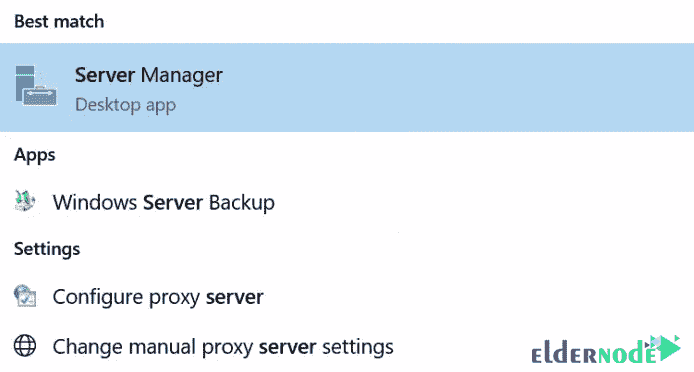 Best match
Server Manager
Desktop app
Apps
Windows Server Backup
Settings
Configure proxy server
Change manual proxy server settings
ELDERNODE